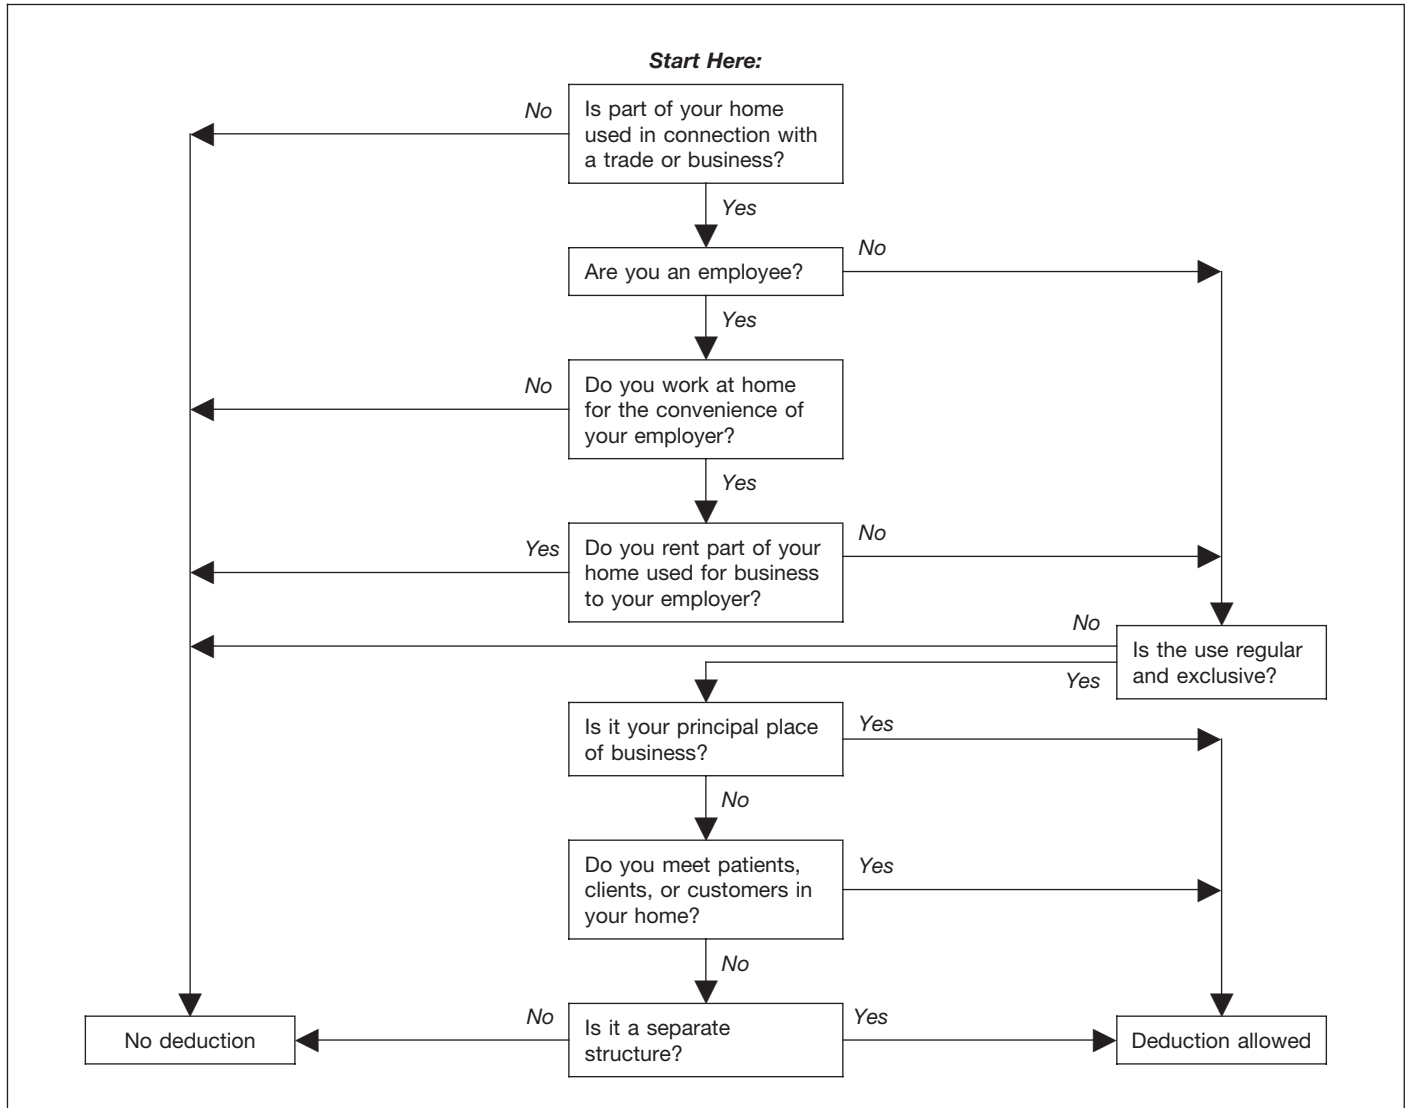 Start Here:
No
Is part of your home
used in connection with
a trade or business?
Yes
Are you an employee?
No
Yes
No
Do you work at home
for the convenience of
your employer?
Yes
Yes
Do you rent part of your
home used for business
to your employer?
No
No
Is the use regular
and exclusive?
Yes
Is it your principal place
of business?
Yes
No
Do you meet patients,
clients, or customers in
your home?
Yes
No
No
Is it a separate
structure?
Yes
No deduction
Deduction allowed